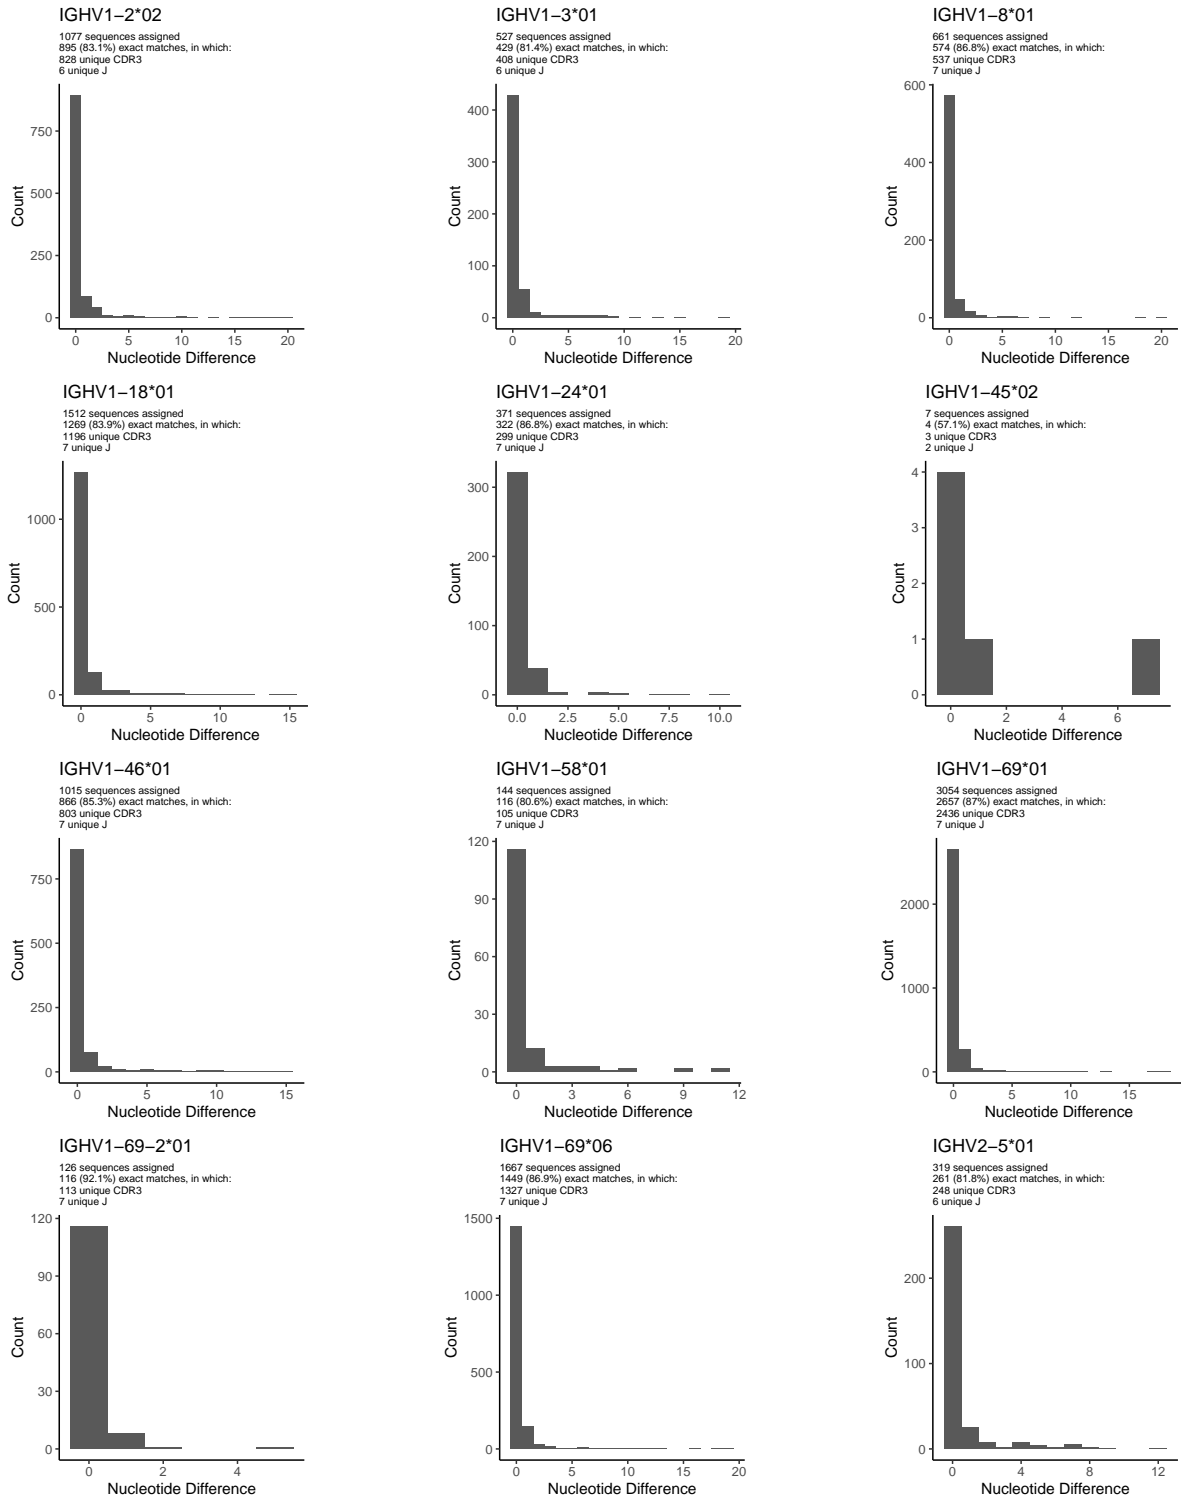 IGHV1−2*02
1077 sequences assigned
895 (83.1%) exact matches, in which:
828 unique CDR3
6 unique J
750
500
250
0
Count
0 5 10 15 20
Nucleotide Difference
IGHV1−3*01
527 sequences assigned
429 (81.4%) exact matches, in which:
408 unique CDR3
6 unique J
400
300
200
100
0
Count
0 5 10 15 20
Nucleotide Difference
IGHV1−8*01
661 sequences assigned
574 (86.8%) exact matches, in which:
537 unique CDR3
7 unique J
600
400
200
0
Count
0 5 10 15 20
Nucleotide Difference
IGHV1−18*01
1512 sequences assigned
1269 (83.9%) exact matches, in which:
1196 unique CDR3
7 unique J
1000
500
0
Count
0 5 10 15
Nucleotide Difference
IGHV1−24*01
371 sequences assigned
322 (86.8%) exact matches, in which:
299 unique CDR3
7 unique J
300
200
100
0
Count
0.0 2.5 5.0 7.5 10.0
Nucleotide Difference
IGHV1−45*02
7 sequences assigned
4 (57.1%) exact matches, in which:
3 unique CDR3
2 unique J
4
3
2
1
0
Count
0 2 4 6
Nucleotide Difference
IGHV1−46*01
1015 sequences assigned
866 (85.3%) exact matches, in which:
803 unique CDR3
7 unique J
750
500
250
0
Count
0 5 10 15
Nucleotide Difference
IGHV1−58*01
144 sequences assigned
116 (80.6%) exact matches, in which:
105 unique CDR3
7 unique J
120
90
60
30
0
Count
0 3 6 9 12
Nucleotide Difference
IGHV1−69*01
3054 sequences assigned
2657 (87%) exact matches, in which:
2436 unique CDR3
7 unique J
2000
1000
0
Count
0 5 10 15
Nucleotide Difference
IGHV1−69−2*01
126 sequences assigned
116 (92.1%) exact matches, in which:
113 unique CDR3
7 unique J
120
90
60
30
0
Count
0 2 4
Nucleotide Difference
IGHV1−69*06
1667 sequences assigned
1449 (86.9%) exact matches, in which:
1327 unique CDR3
7 unique J
1500
1000
500
0
Count
0 5 10 15 20
Nucleotide Difference
IGHV2−5*01
319 sequences assigned
261 (81.8%) exact matches, in which:
248 unique CDR3
6 unique J
200
100
0
Count
0 4 8 12
Nucleotide Difference